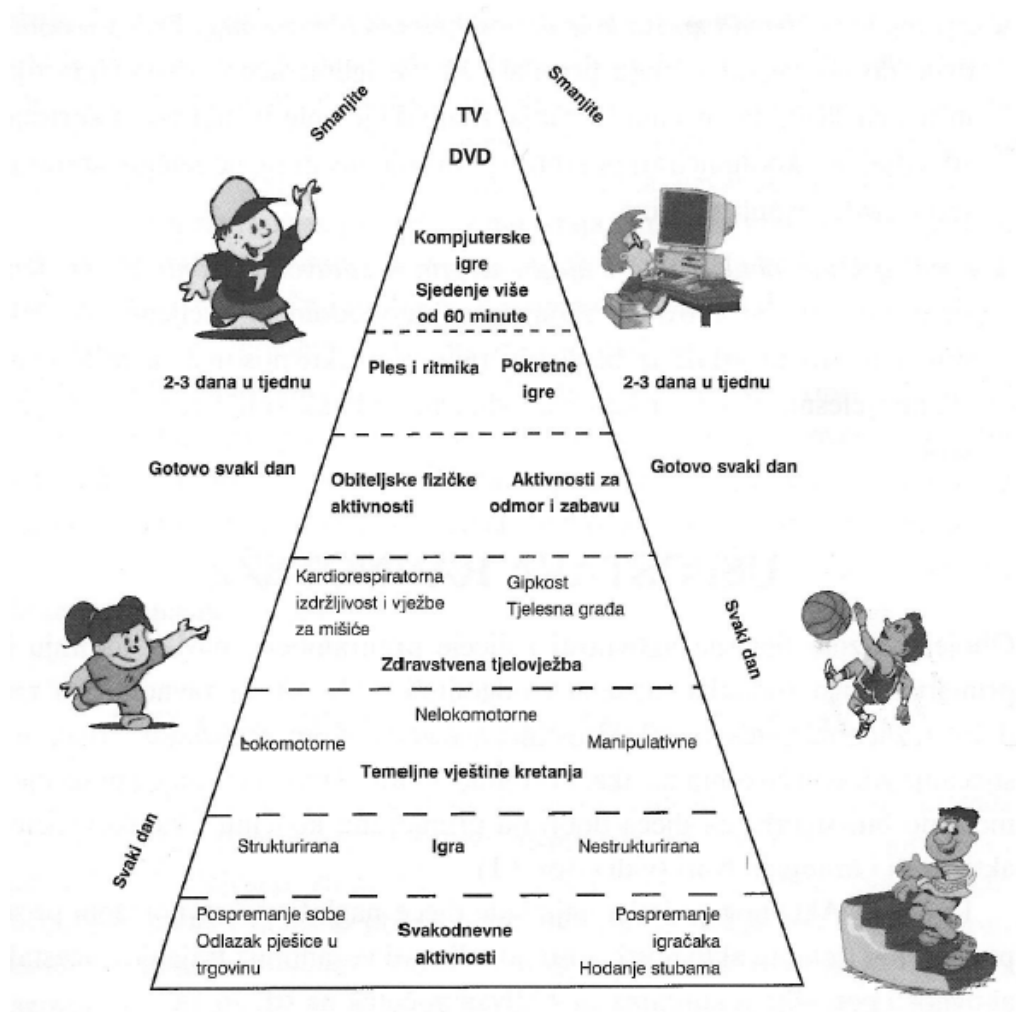 Smanjite
Smanjite
TV
DVD
Kompjuterske
igre
Sjedenje više
od 60 minute
2-3 dana u tjednu
Ples i ritmika
Pokretne
igre
2-3 dana u tjednu
Gotovo svaki dan
Obiteljske fizičke
aktivnosti
Aktivnosti za
odmor i zabavu
Gotovo svaki dan
Kardiorespiratorna
izdržljivost i vježbe
za mišiće
Gipkost
Tjelesna građa
Zdravstvena tjelovježba
Svaki dan
Nelokomotorne
Lokomotorne
Manipulativne
Temeljne vještine kretanja
Svaki dan
Strukturirana
Igra
Nestrukturirana
Pospremanje sobe
Odlazak pješice u
trgovinu
Svakodnevne
aktivnosti
Pospremanje
igračaka
Hodanje stubama